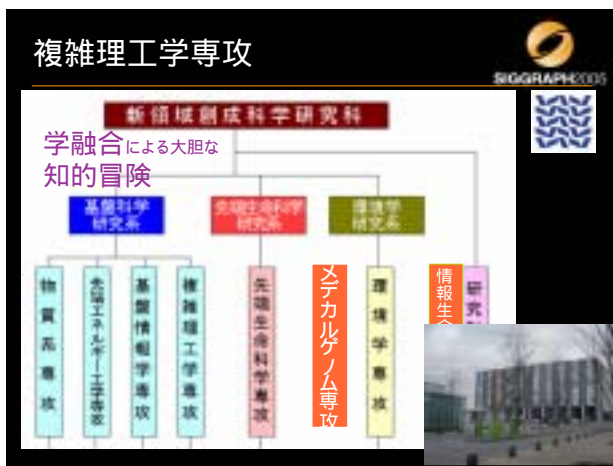 複雑理工学専攻
SIGGRAPH2005
新領域創成科学研究科
学融合による大胆な
知的冒険
基盤科学
研究系
先端生命科学
研究系
環境学
研究系
物質系専攻
先端エネルギー工学専攻
基盤情報学専攻
複雑理工学専攻
先端生命科学専攻
メデカルゲノム専攻
環境学専攻
情報生
研究